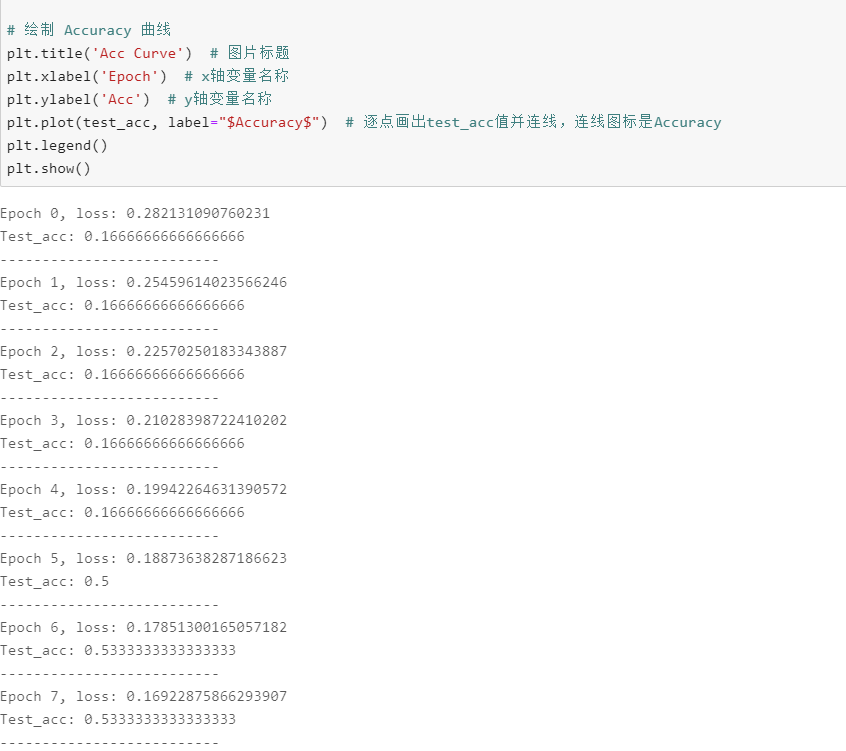 # 绘制 Accuracy 曲线
plt.title('Acc Curve')  # 图片标题
plt.xlabel('Epoch')  # x轴变量名称
plt.ylabel('Acc')  # y轴变量名称
plt.plot(test_acc, label="$Accuracy$")  # 逐点画出test_acc值并连线，连线图标是Accuracy
plt.legend()
plt.show()
Epoch 0, loss: 0.282131090760231
Test_acc: 0.16666666666666666
--------------------------
Epoch 1, loss: 0.25459614023566246
Test_acc: 0.16666666666666666
--------------------------
Epoch 2, loss: 0.22570250183343887
Test_acc: 0.16666666666666666
--------------------------
Epoch 3, loss: 0.21028398722410202
Test_acc: 0.16666666666666666
--------------------------
Epoch 4, loss: 0.19942264631390572
Test_acc: 0.16666666666666666
--------------------------
Epoch 5, loss: 0.18873638287186623
Test_acc: 0.5
--------------------------
Epoch 6, loss: 0.17851300165057182
Test_acc: 0.5333333333333333
--------------------------
Epoch 7, loss: 0.16922875866293907
Test_acc: 0.5333333333333333
--------------------------